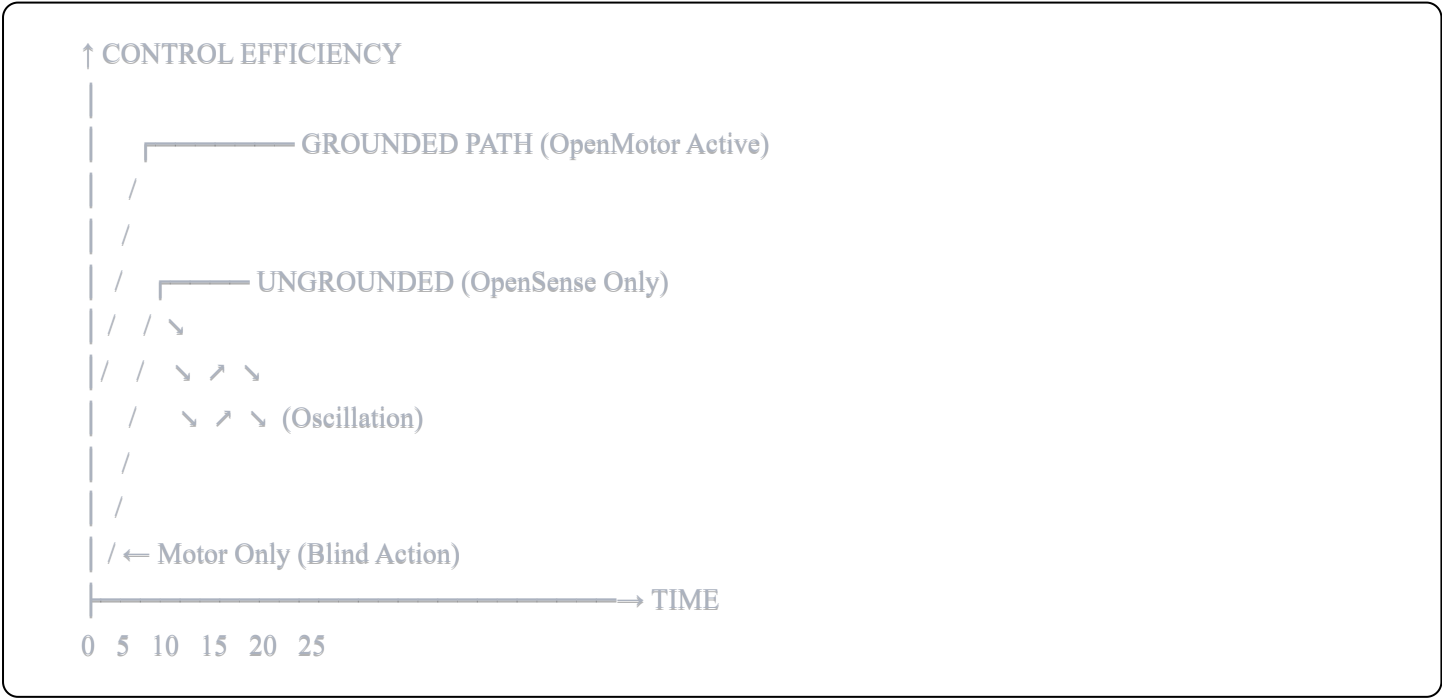 ↑ CONTROL EFFICIENCY
|
| ┌────────── GROUNDED PATH (OpenMotor Active)
| /
| /
| / ┌────── UNGROUNDED (OpenSense Only)
| / / ↘
|/ / ↘ ↗ ↘
| / ↘ ↗ ↘ (Oscillation)
| /
| /
| / ← Motor Only (Blind Action)
├──────────────────────────→ TIME
0 5 10 15 20 25